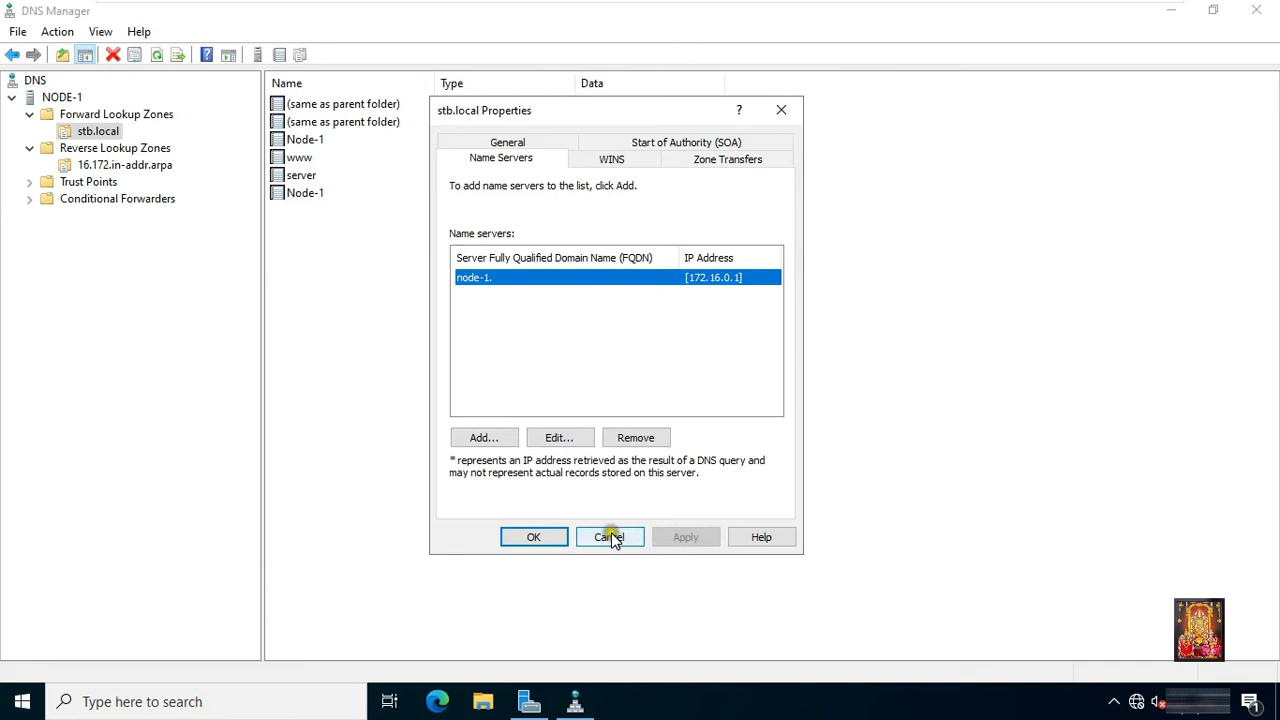 DNS Manager
File Action View Help
DNS
NODE-1
Forward Lookup Zones
stb.local
Reverse Lookup Zones
16.172.in-addr.arpa
Trust Points
Conditional Forwarders
Name Type Data
(same as parent folder)
(same as parent folder)
Node-1
www
server
Node-1
stb.local Properties
?
General Start of Authority (SOA)
Name Servers WINS Zone Transfers
To add name servers to the list, click Add.
Name servers:
Server Fully Qualified Domain Name (FQDN) IP Address
node-1. [172.16.0.1]
Add... Edit... Remove
* represents an IP address retrieved as the result of a DNS query and
may not represent actual records stored on this server.
OK Cancel Apply Help
Type here to search
1